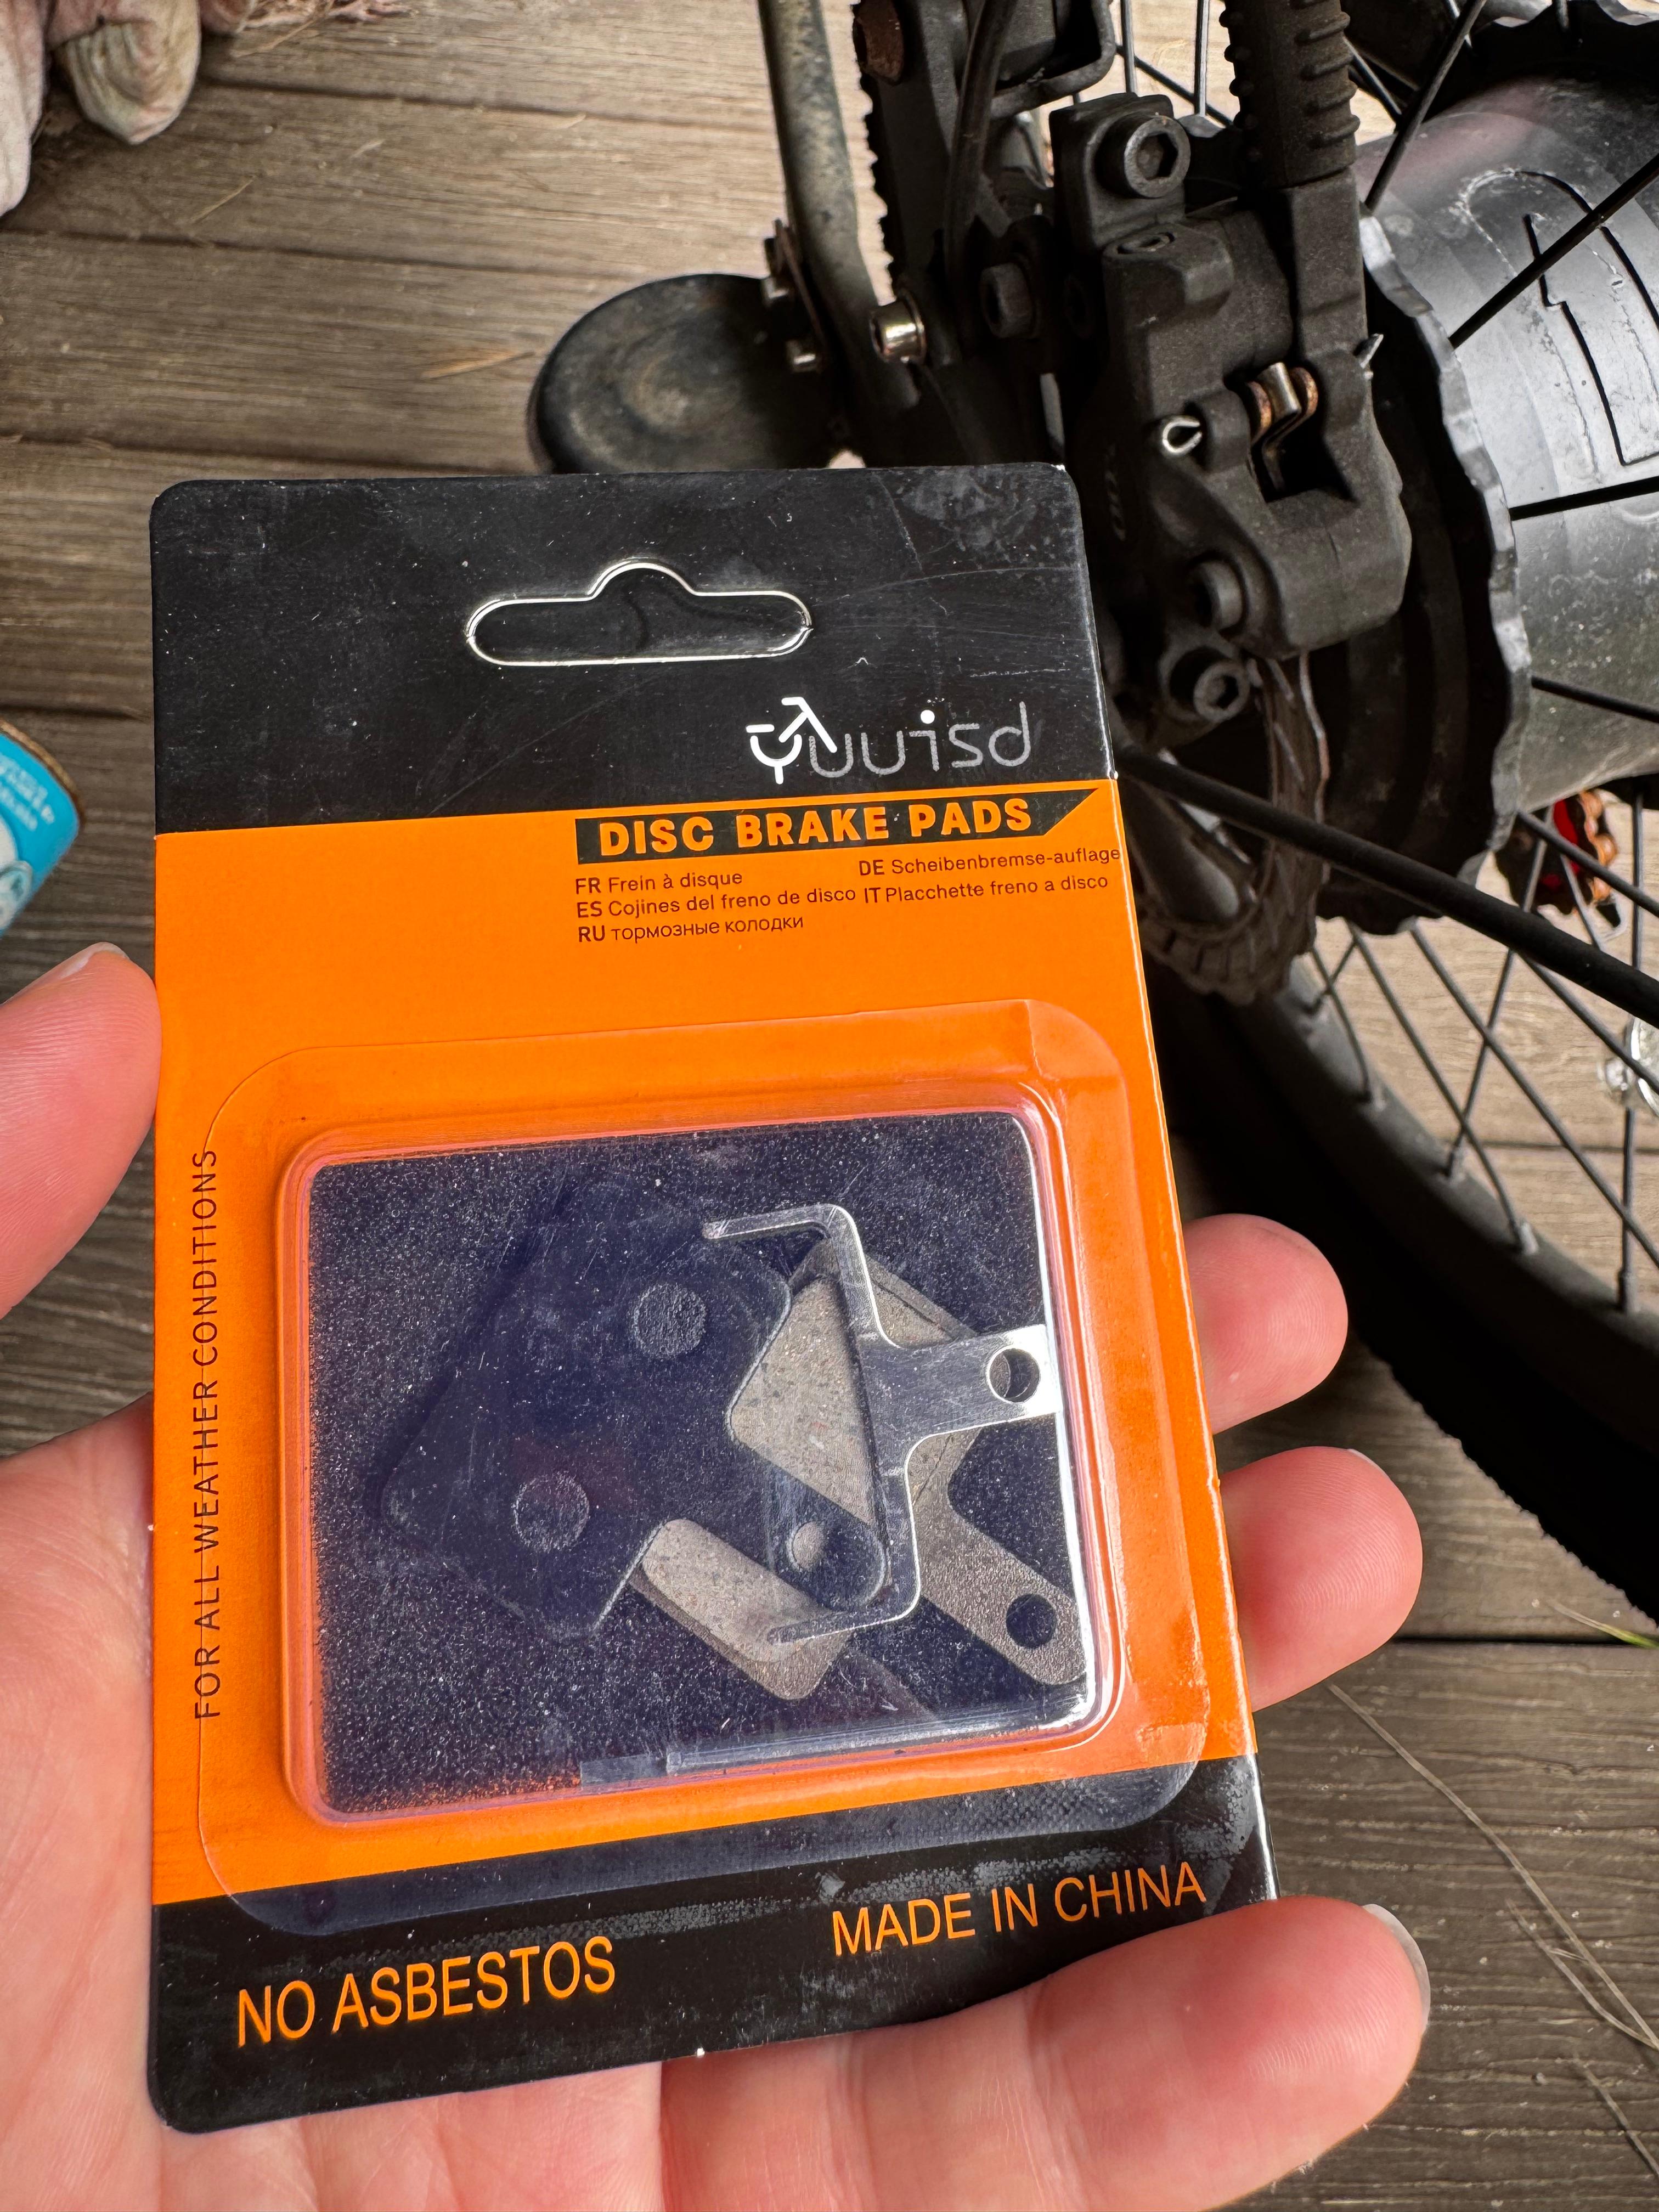 yuuisd
DISC BRAKE PADS
FR Frein à disque
DE Scheibenbremse-auflage
ES Cojines del freno de disco
IT Placchette freno a disco
RU тормозные колодки
FOR ALL WEATHER CONDITIONS
NO ASBESTOS
MADE IN CHINA